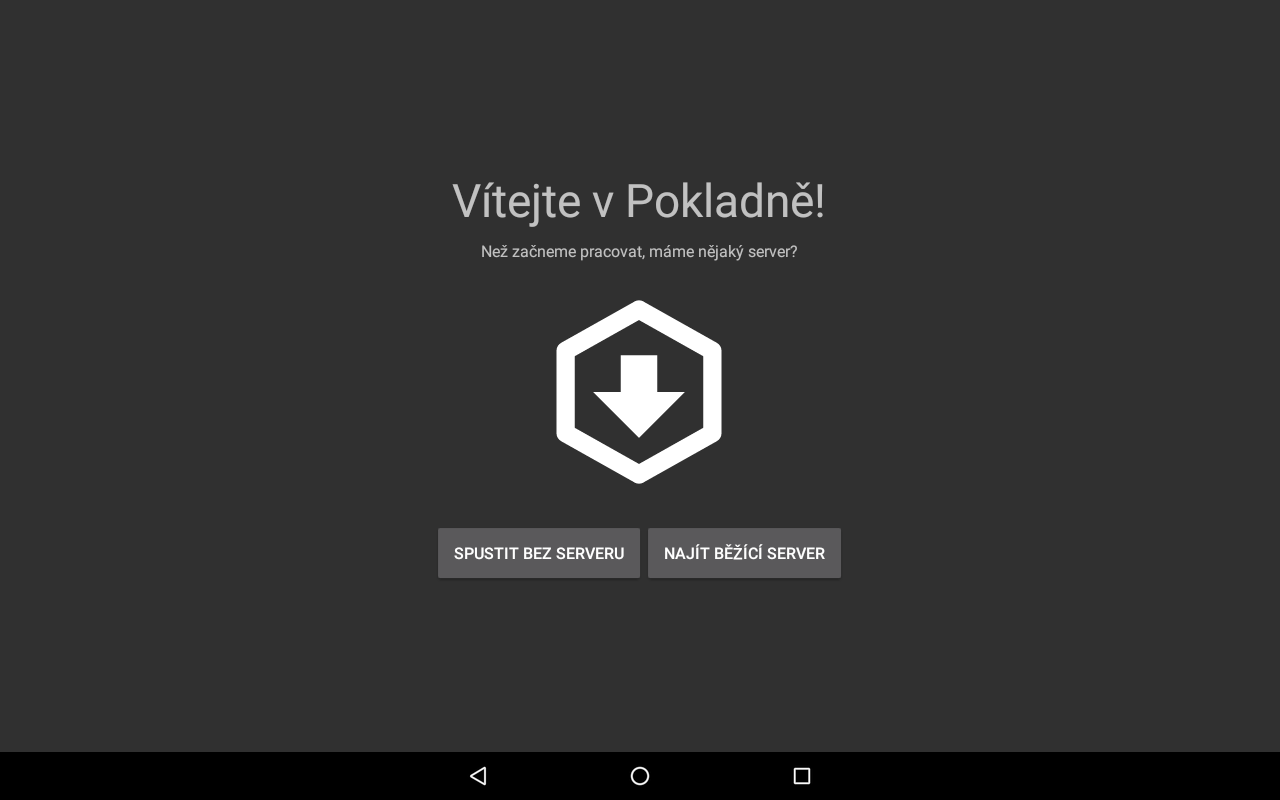 Vítejte v Pokladně!
Než začneme pracovat, máme nějaký server?
SPUSTIT BEZ SERVERU
NAJÍT BĚŽÍCÍ SERVER